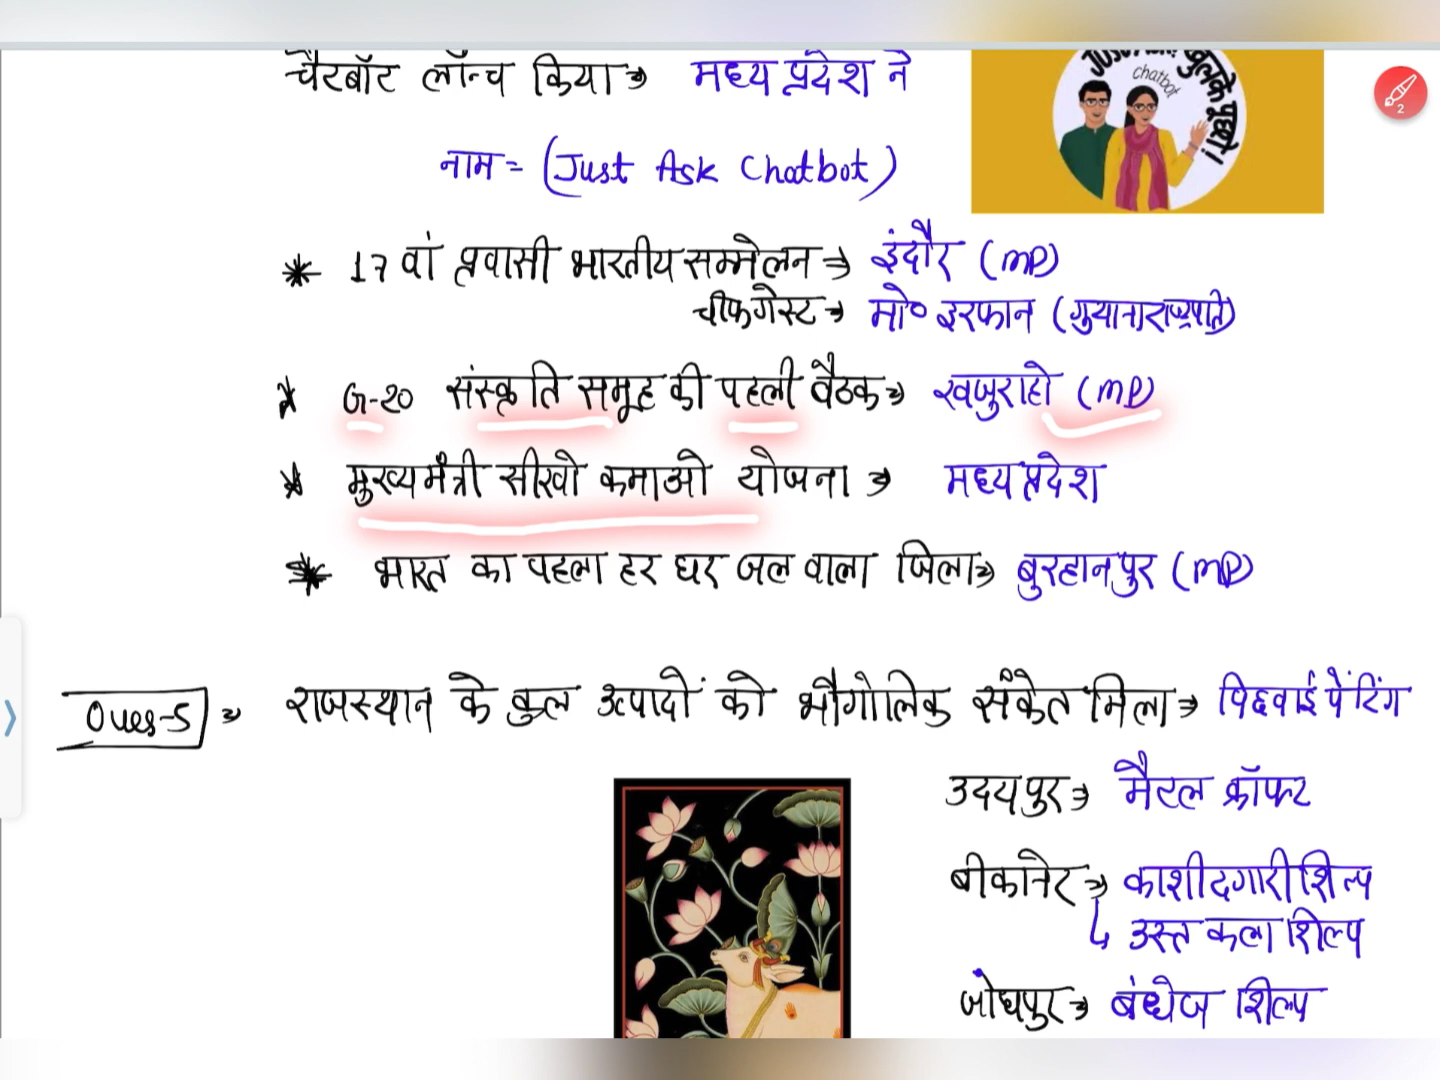 चैटबॉट लॉन्च किया → मध्य प्रदेश ने
Chatbot
खुलके पूछो!
नाम = (Just Ask Chatbot)
* 17 वां प्रवासी भारतीय सम्मेलन → इंदौर (MP)
चीफ गेस्ट → मो० इरफान (गुयाना राष्ट्रपति)
* G-20 संस्कृति समूह की पहली बैठक → खजुराहो (MP)
* मुख्यमंत्री सीखो कमाओ योजना → मध्य प्रदेश
* भारत का पहला हर घर जल वाला जिला → बुरहानपुर (MP)
Ques-5 → राजस्थान के कुल उत्पादों को भौगोलिक संकेत मिला → पिछवाई पेंटिंग
उदयपुर → मैटल क्रॉफ्ट
बीकानेर → काशीदगारी शिल्प
↳ उस्त कला शिल्प
जोधपुर → बंधेज शिल्प
2